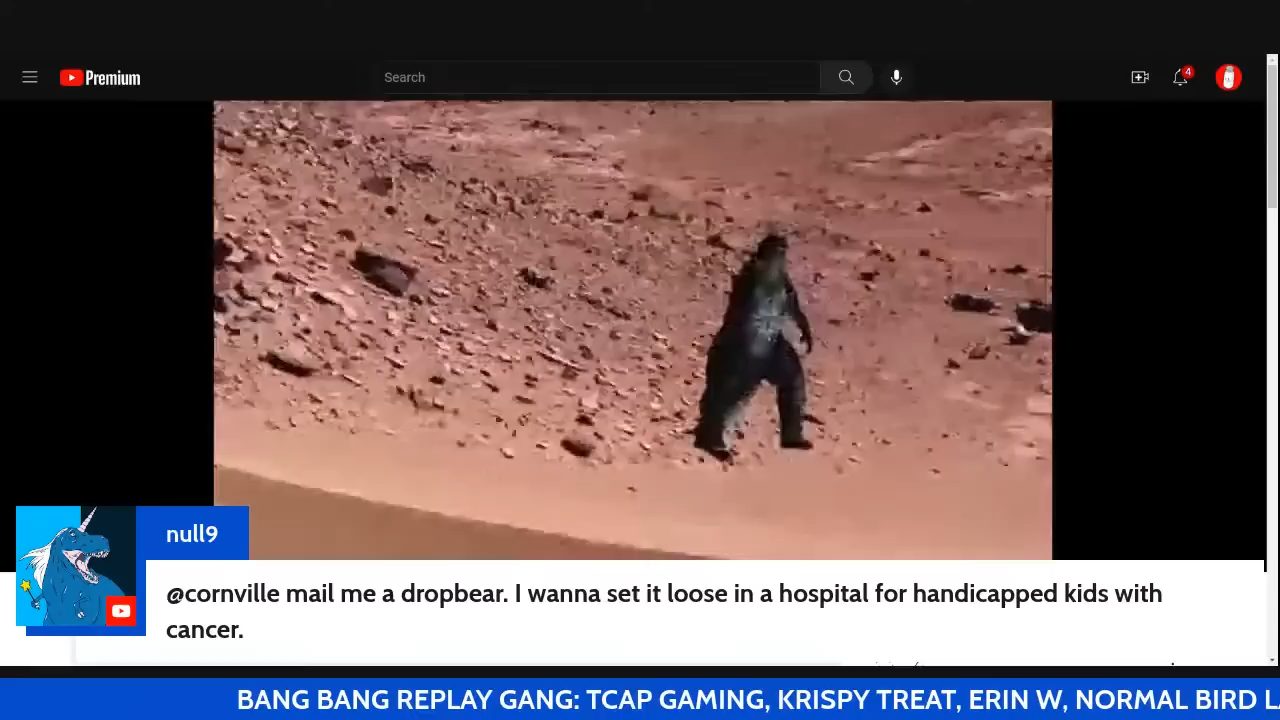 Premium
Search
4
null9
@cornville mail me a dropbear. I wanna set it loose in a hospital for handicapped kids with
cancer.
BANG BANG REPLAY GANG: TCAP GAMING, KRISPY TREAT, ERIN W, NORMAL BIRD L